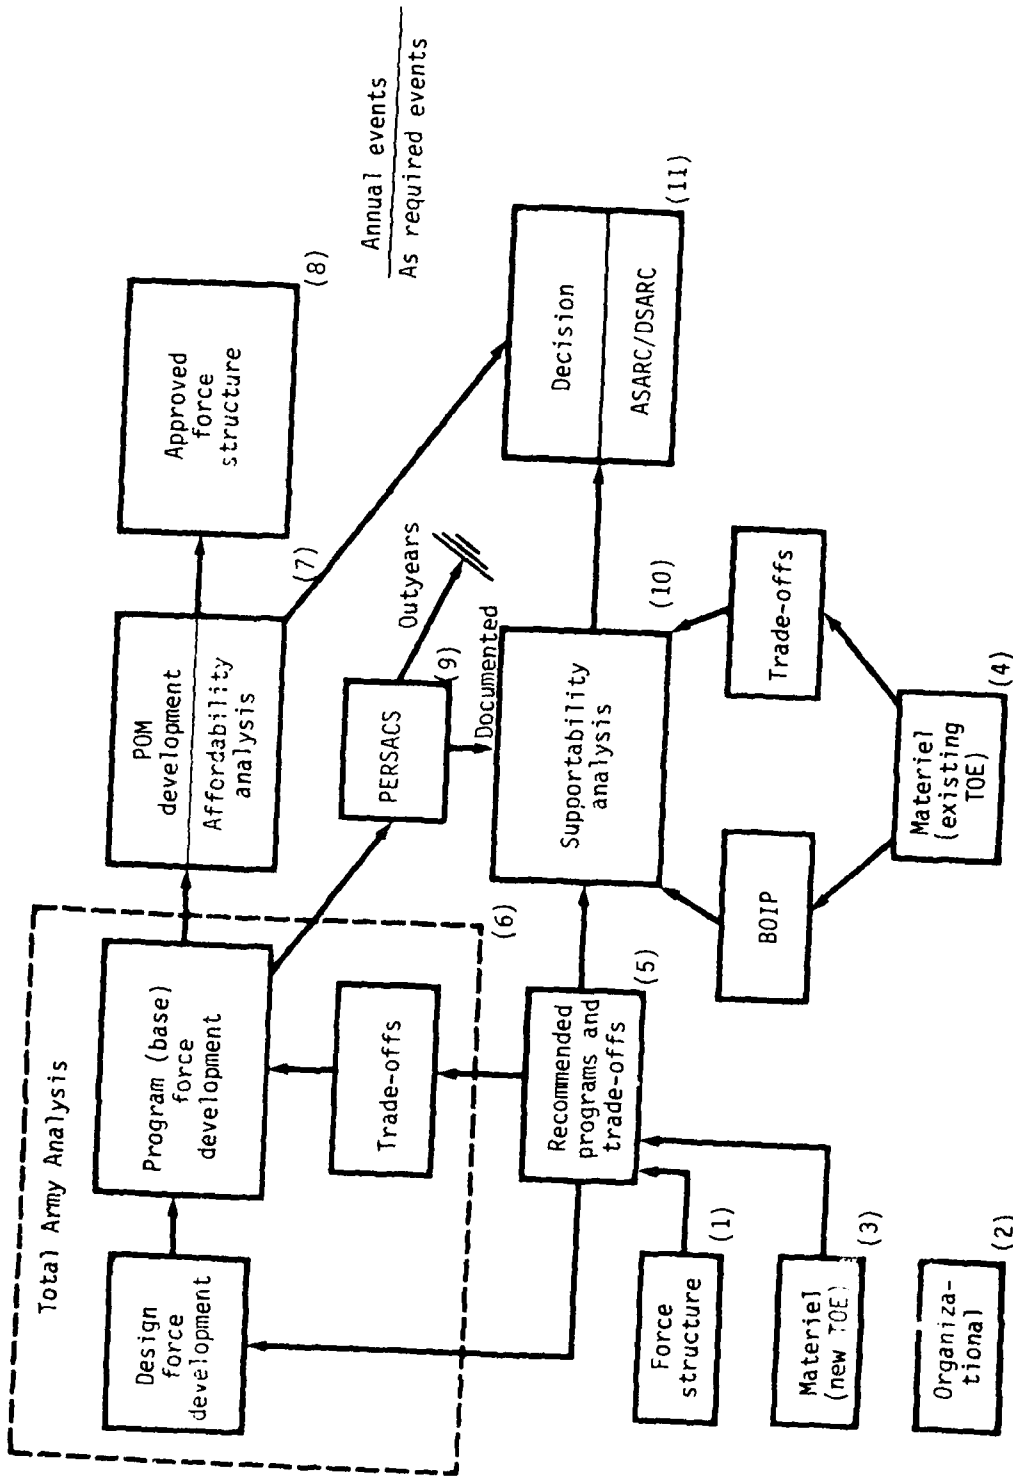 Total Army Analysis
Design
force
development
Program (base)
force
development
Trade-offs
(6)
POM
development
Affordability
analysis
(7)
Approved
force
structure
(8)
Annual events
As required events
PERSACS
(9)
Outyears
Documented
Force
structure
(1)
Materiel
(new TOE)
(3)
Organiza-
tional
(2)
Recommended
programs and
trade-offs
(5)
Supportability
analysis
(10)
Decision
ASARC/DSARC
(11)
BOIP
Trade-offs
Materiel
(existing
TOE)
(4)